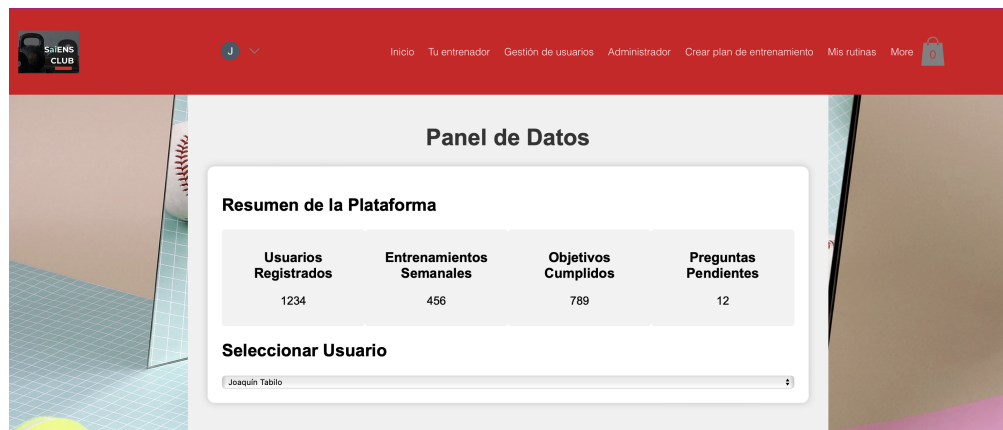 SaiENS
CLUB
J
Inicio Tu entrenador Gestión de usuarios Administrador Crear plan de entrenamiento Mis rutinas More
0
Panel de Datos
Resumen de la Plataforma
Usuarios Registrados
1234
Entrenamientos Semanales
456
Objetivos Cumplidos
789
Preguntas Pendientes
12
Seleccionar Usuario
Joaquín Tabilo